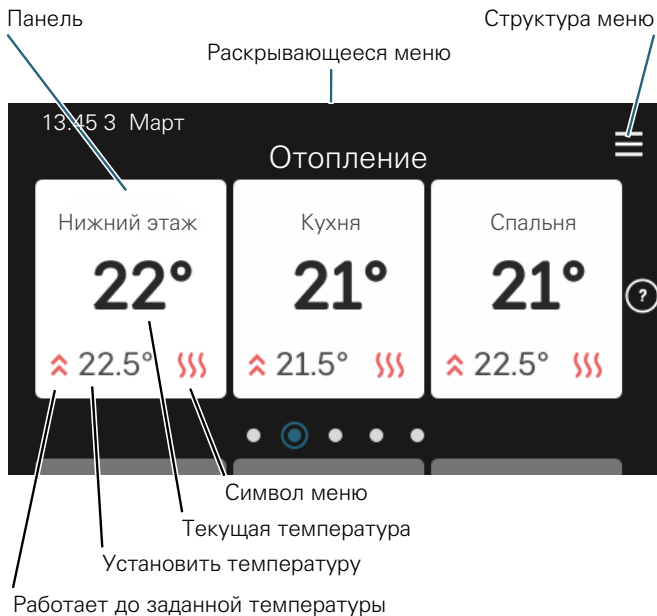 Панель
Структура меню
Раскрывающееся меню
13:45 3 Март
Отопление
Нижний этаж
Кухня
Спальня
22°
21°
21°
?
22.5°
21.5°
22.5°
Символ меню
Текущая температура
Установить температуру
Работает до заданной температуры